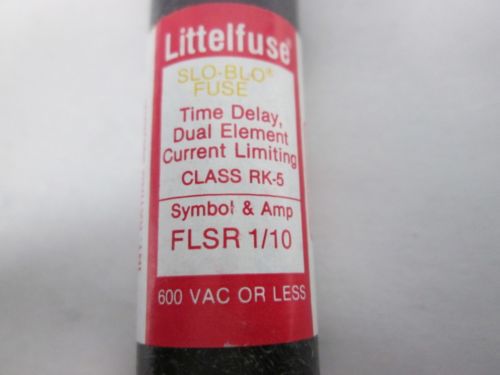 Littelfuse®
SLO-BLO®
FUSE
Time Delay,
Dual Element
Current Limiting
CLASS RK-5
Symbol & Amp
FLSR 1/10
600 VAC OR LESS